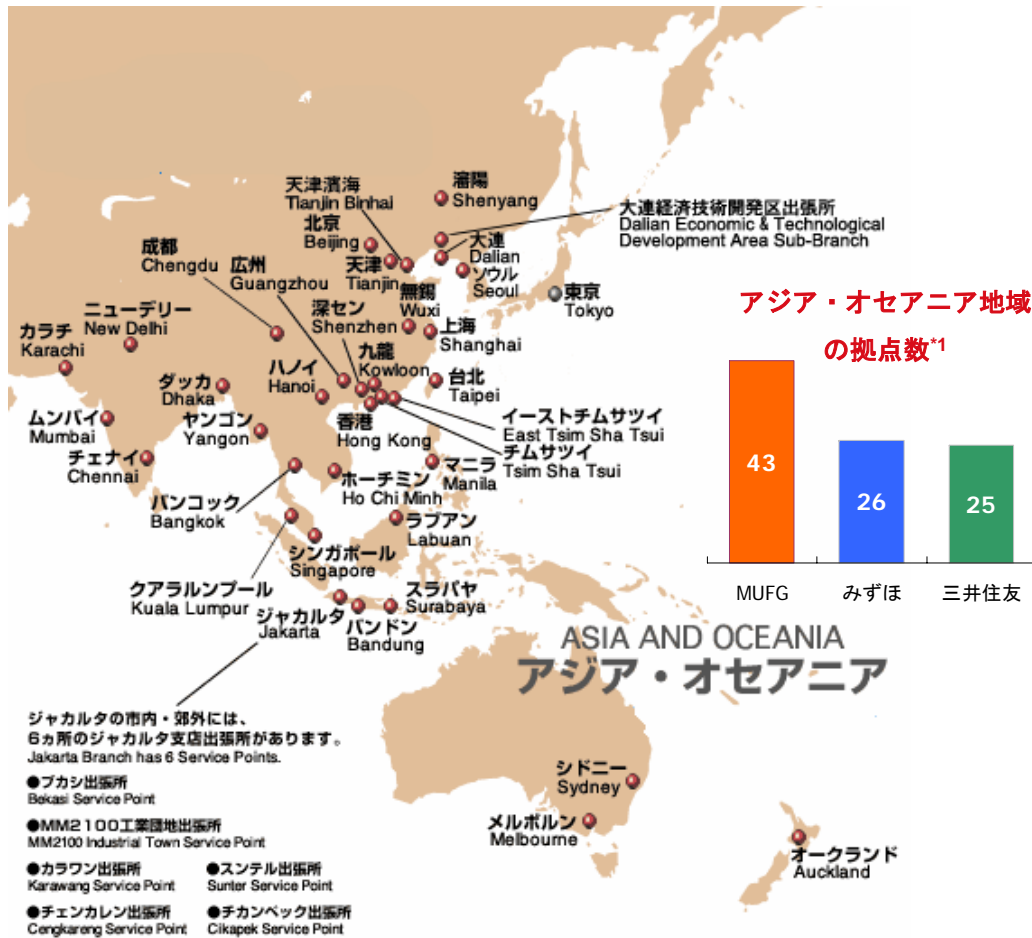 天津濱海
Tianjin Binhai
瀋陽
Shenyang
大連経済技術開発区出張所
Dalian Economic & Technological
Development Area Sub-Branch
北京
Beijing
成都
Chengdu
広州
Guangzhou
天津
Tianjin
大連
Dalian
ソウル
Seoul
東京
Tokyo
無錫
Wuxi
深セン
Shenzhen
上海
Shanghai
ニューデリー
New Delhi
カラチ
Karachi
九龍
Kowloon
ハノイ
Hanoi
台北
Taipei
ダッカ
Dhaka
ムンバイ
Mumbai
ヤンゴン
Yangon
香港
Hong Kong
イーストチムサツイ
East Tsim Sha Tsui
チムサツイ
Tsim Sha Tsui
チェナイ
Chennai
マニラ
Manila
ホーチミン
Ho Chi Minh
バンコック
Bangkok
ラブアン
Labuan
シンガポール
Singapore
クアラルンプール
Kuala Lumpur
スラバヤ
Surabaya
ジャカルタ
Jakarta
バンドン
Bandung
アジア・オセアニア地域
の拠点数*1
43
26
25
MUFG
みずほ
三井住友
ASIA AND OCEANIA
アジア・オセアニア
ジャカルタの市内・郊外には、
6ヵ所のジャカルタ支店出張所があります。
Jakarta Branch has 6 Service Points.
●ブカシ出張所
Bekasi Service Point
●MM2100工業団地出張所
MM2100 Industrial Town Service Point
●カラワン出張所
Karawang Service Point
●スンテル出張所
Sunter Service Point
●チェンカレン出張所
Cengkareng Service Point
●チカンペック出張所
Cikapek Service Point
シドニー
Sydney
メルボルン
Melbourne
オークランド
Auckland